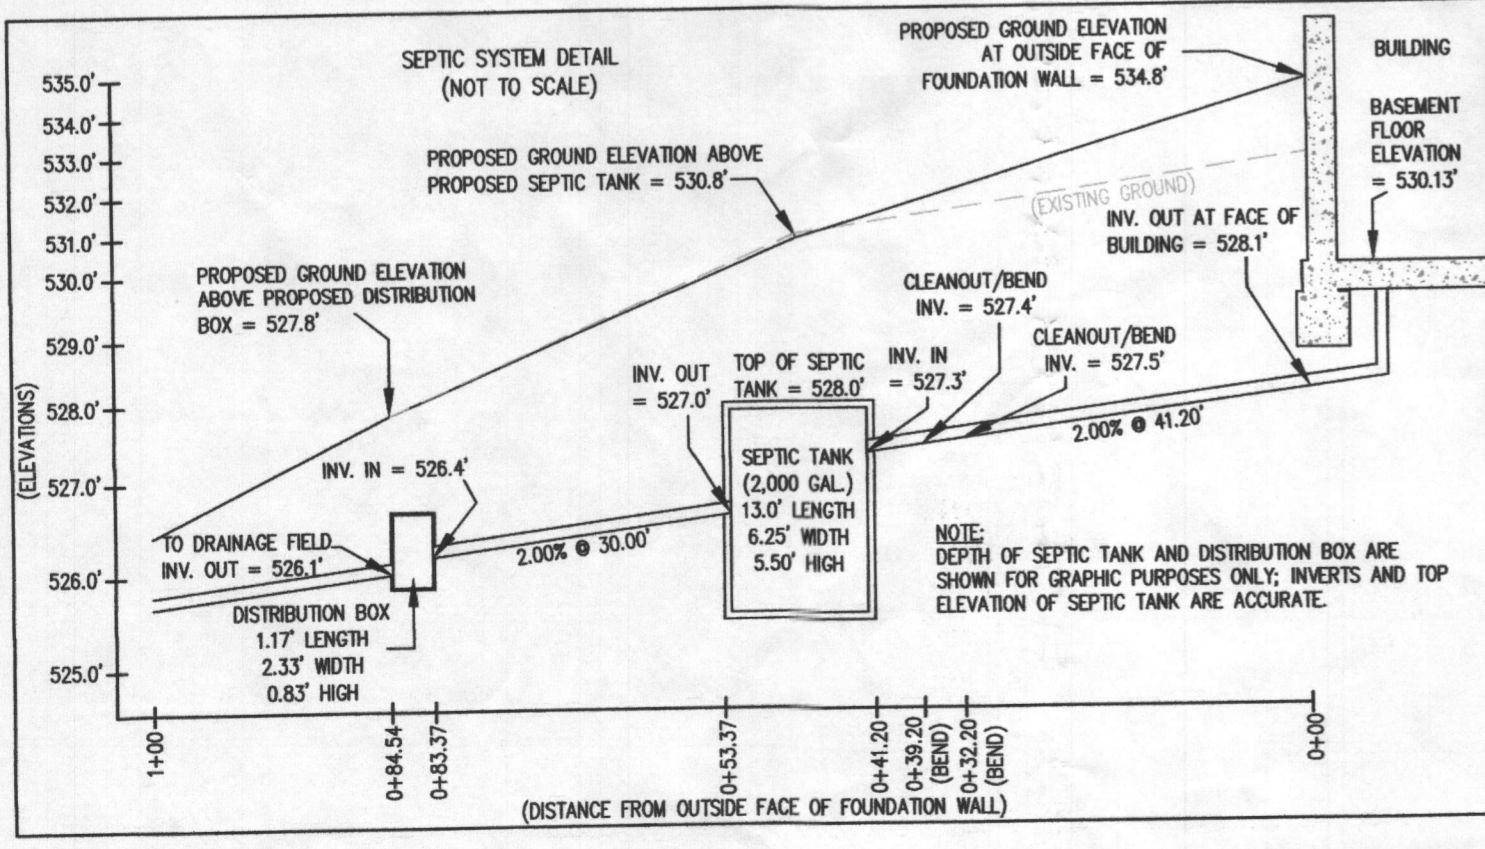 SEPTIC SYSTEM DETAIL
(NOT TO SCALE)
PROPOSED GROUND ELEVATION
AT OUTSIDE FACE OF
FOUNDATION WALL = 534.8'
BUILDING
BASEMENT
FLOOR
ELEVATION
= 530.13'
PROPOSED GROUND ELEVATION ABOVE
PROPOSED SEPTIC TANK = 530.8'
(EXISTING GROUND)
INV. OUT AT FACE OF
BUILDING = 528.1'
PROPOSED GROUND ELEVATION
ABOVE PROPOSED DISTRIBUTION
BOX = 527.8'
CLEANOUT/BEND
INV. = 527.4'
CLEANOUT/BEND
INV. = 527.5'
INV. OUT
= 527.0'
TOP OF SEPTIC
TANK = 528.0'
INV. IN
= 527.3'
2.00% @ 41.20'
INV. IN = 526.4'
SEPTIC TANK
(2,000 GAL.)
13.0' LENGTH
6.25' WIDTH
5.50' HIGH
2.00% @ 30.00'
TO DRAINAGE FIELD
INV. OUT = 526.1'
DISTRIBUTION BOX
1.17' LENGTH
2.33' WIDTH
0.83' HIGH
NOTE:
DEPTH OF SEPTIC TANK AND DISTRIBUTION BOX ARE
SHOWN FOR GRAPHIC PURPOSES ONLY; INVERTS AND TOP
ELEVATION OF SEPTIC TANK ARE ACCURATE.
535.0'
534.0'
533.0'
532.0'
531.0'
530.0'
529.0'
528.0'
527.0'
526.0'
525.0'
(ELEVATIONS)
1+00
0+84.54
0+83.37
0+53.37
0+41.20
0+39.20
(BEND)
0+32.20
(BEND)
0+00
(DISTANCE FROM OUTSIDE FACE OF FOUNDATION WALL)